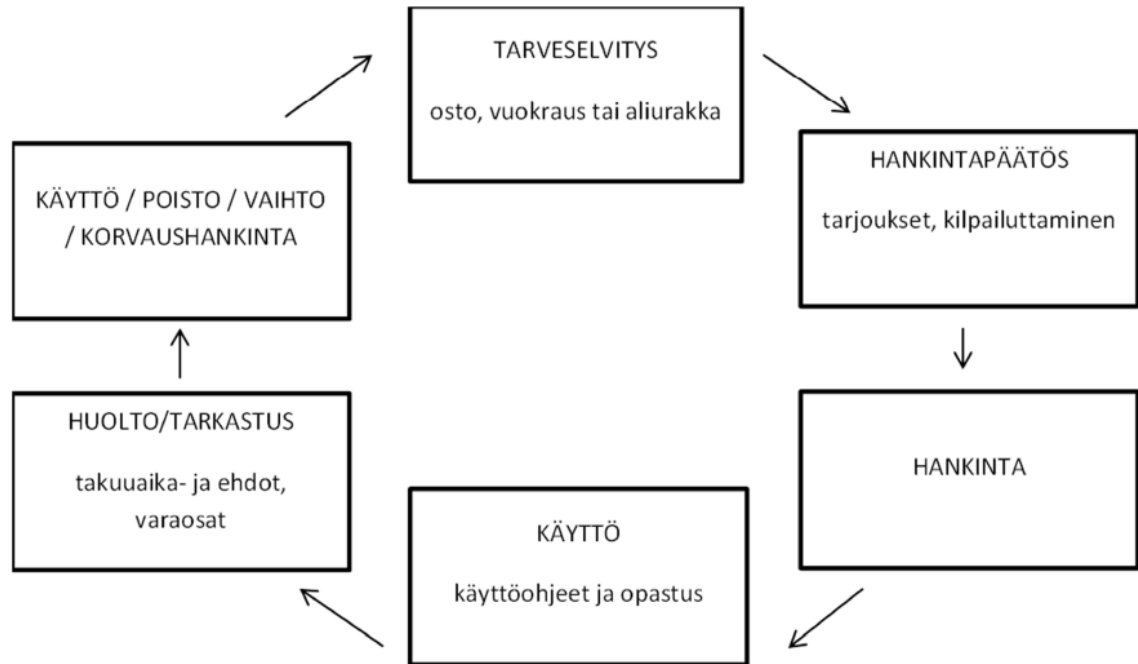 TARVESELVITYS
osto, vuokraus tai aliurakka
HANKINTAPÄÄTÖS
tarjoukset, kilpailuttaminen
HANKINTA
KÄYTTÖ
käyttöohjeet ja opastus
HUOLTO/TARKASTUS
takuuaika- ja ehdot,
varaosat
KÄYTTÖ / POISTO / VAIHTO
/ KORVAUSHANKINTA